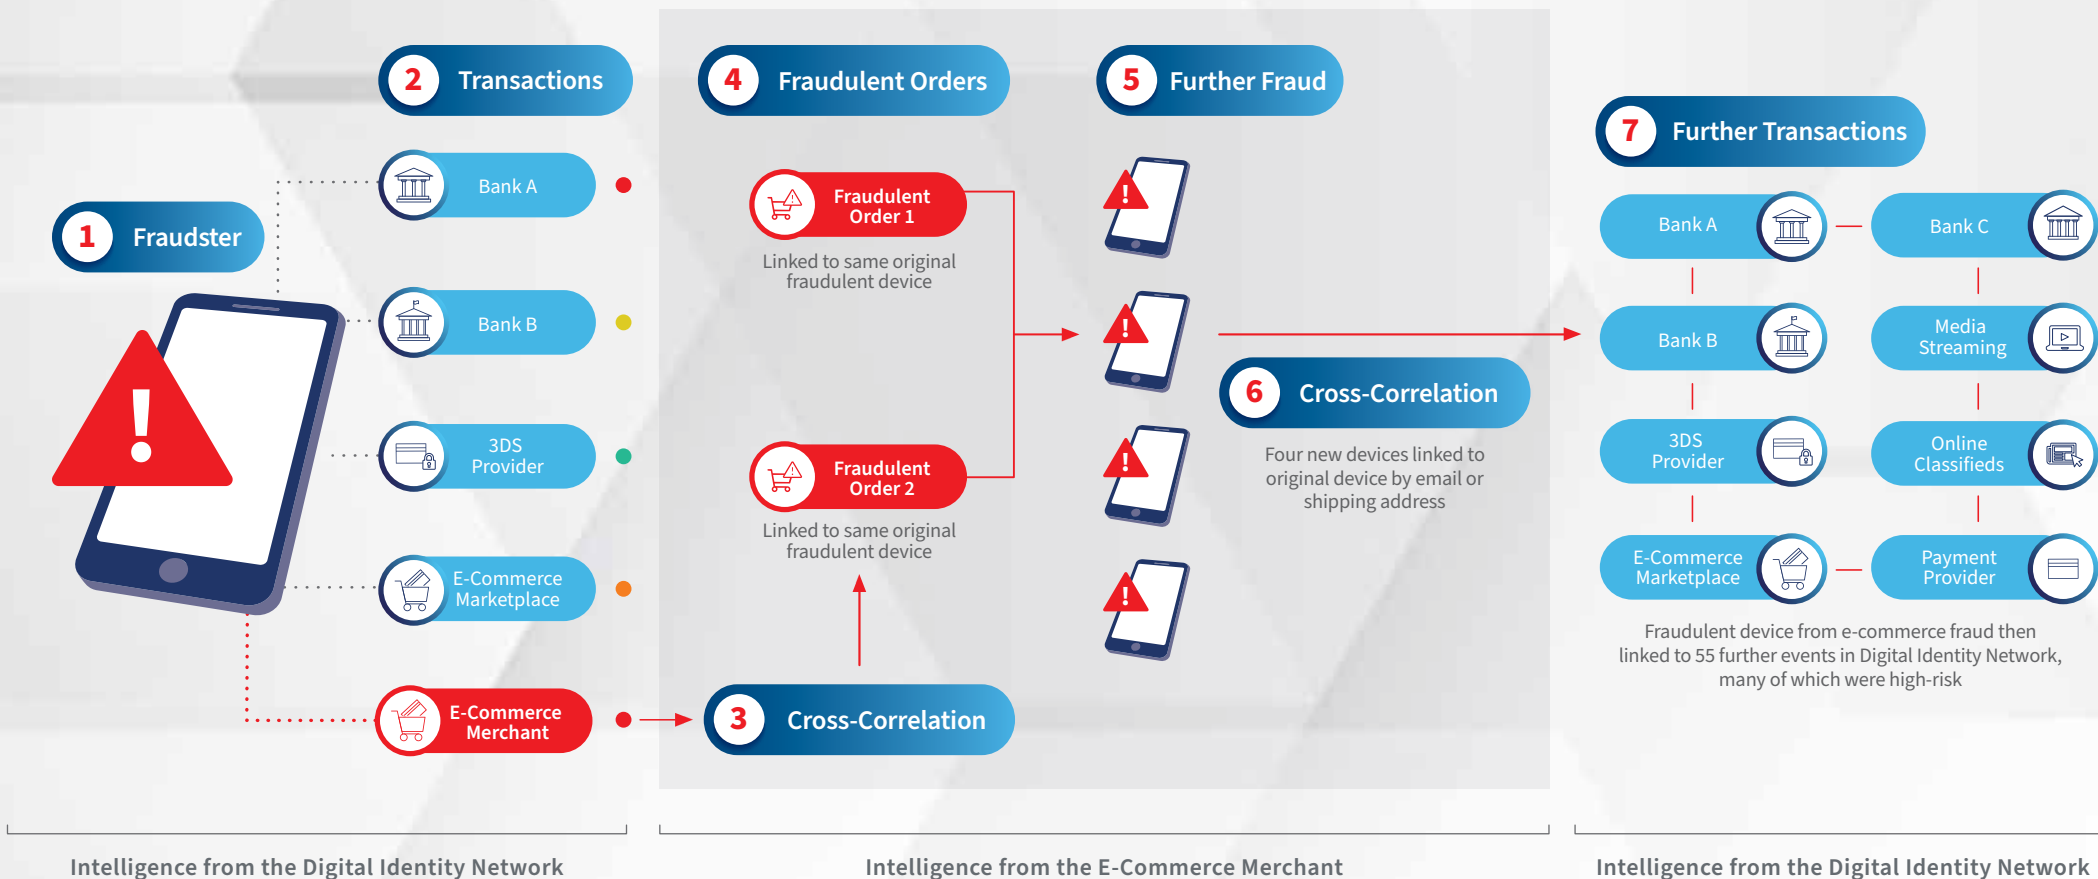 1 Fraudster
2 Transactions
Bank A
Bank B
3DS
Provider
E-Commerce
Marketplace
E-Commerce
Merchant
3 Cross-Correlation
4 Fraudulent Orders
Fraudulent
Order 1
Linked to same original
fraudulent device
Fraudulent
Order 2
Linked to same original
fraudulent device
5 Further Fraud
6 Cross-Correlation
Four new devices linked to
original device by email or
shipping address
7 Further Transactions
Bank A
Bank C
Bank B
Media
Streaming
3DS
Provider
Online
Classifieds
E-Commerce
Marketplace
Payment
Provider
Fraudulent device from e-commerce fraud then
linked to 55 further events in Digital Identity Network,
many of which were high-risk
Intelligence from the Digital Identity Network
Intelligence from the E-Commerce Merchant
Intelligence from the Digital Identity Network